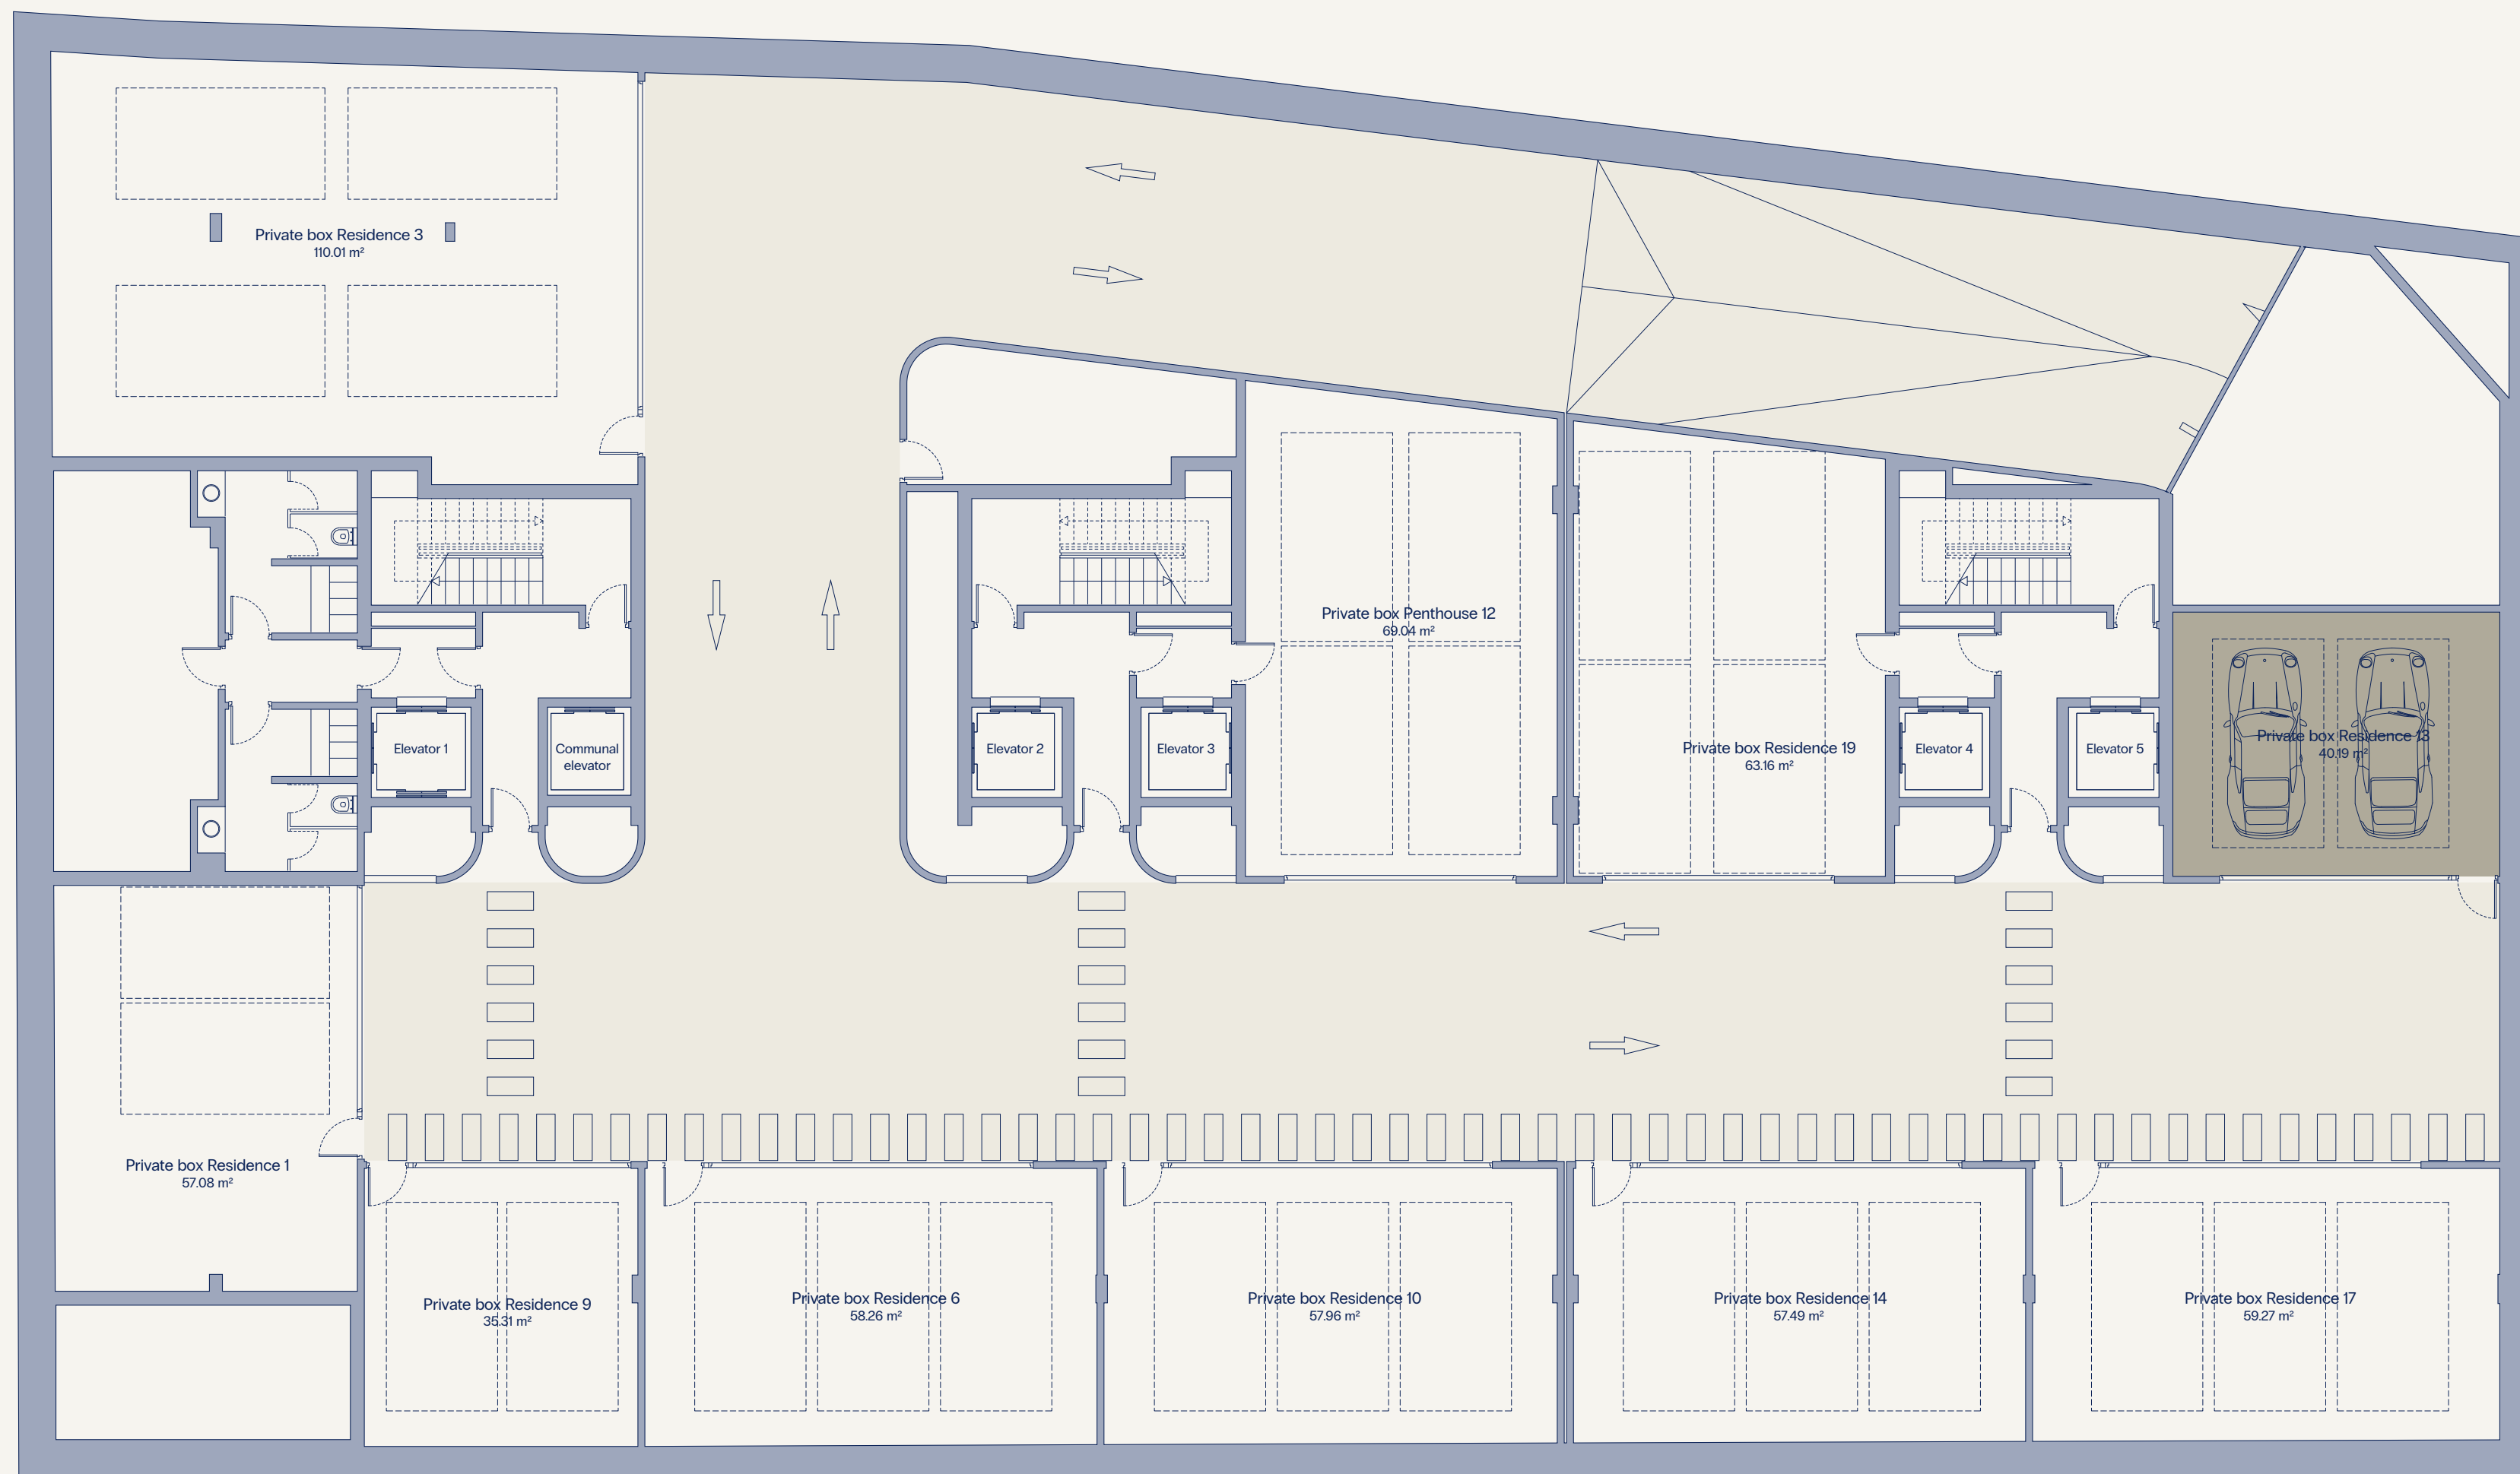 Private box Residence 3
110.01 m²
Private box Penthouse 12
69.04 m²
Private box Residence 19
63.16 m²
Private box Residence 13
40.19 m²
Elevator 1
Communal
elevator
Elevator 2
Elevator 3
Elevator 4
Elevator 5
Private box Residence 1
57.08 m²
Private box Residence 9
35.31 m²
Private box Residence 6
58.26 m²
Private box Residence 10
57.96 m²
Private box Residence 14
57.49 m²
Private box Residence 17
59.27 m²